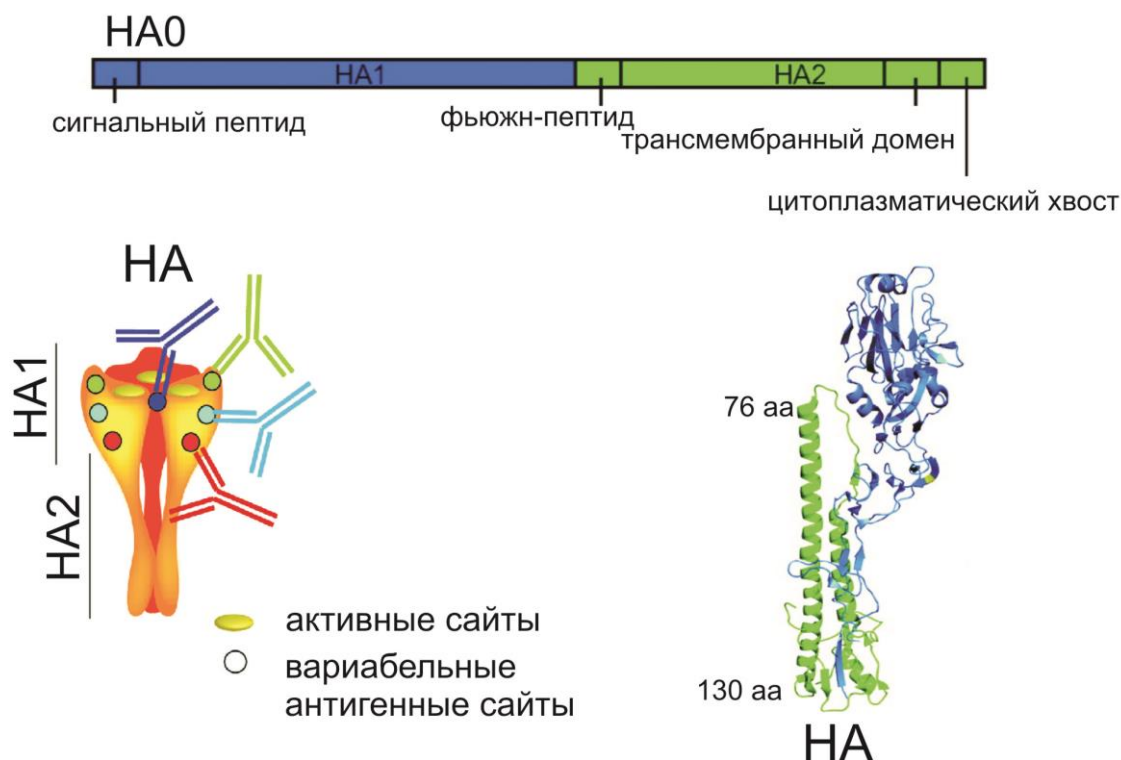 HA0
HA1
HA2
сигнальный пептид
фьюжн-пептид
трансмембранный домен
цитоплазматический хвост
HA
HA1
HA2
активные сайты
вариабельные
антигенные сайты
76 aa
130 aa
HA